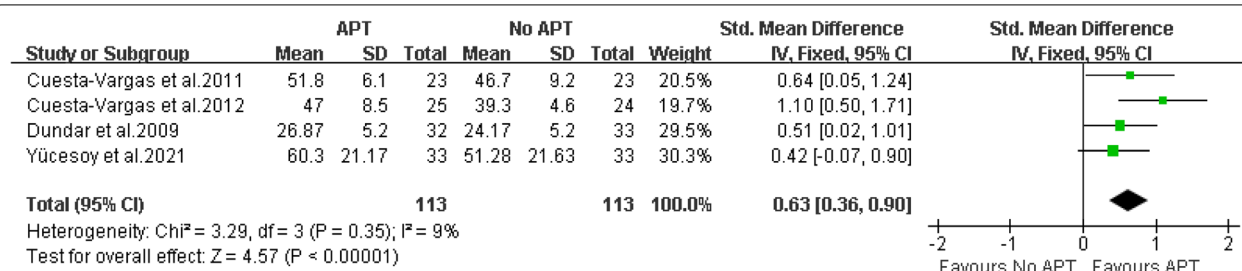 APT No APT Std. Mean Difference Std. Mean Difference
Study or Subgroup Mean SD Total Mean SD Total Weight IV, Fixed, 95% CI IV, Fixed, 95% CI
Cuesta-Vargas et al.2011 51.8 6.1 23 46.7 9.2 23 20.5% 0.64 [0.05, 1.24]
Cuesta-Vargas et al.2012 47 8.5 25 39.3 4.6 24 19.7% 1.10 [0.50, 1.71]
Dundar et al.2009 26.87 5.2 32 24.17 5.2 33 29.5% 0.51 [0.02, 1.01]
Yücesoy et al.2021 60.3 21.17 33 51.28 21.63 33 30.3% 0.42 [-0.07, 0.90]
Total (95% CI) 113 113 100.0% 0.63 [0.36, 0.90]
Heterogeneity: Chi² = 3.29, df = 3 (P = 0.35); I² = 9%
Test for overall effect: Z = 4.57 (P < 0.00001)
-2 -1 0 1 2
Favours No APT Favours APT